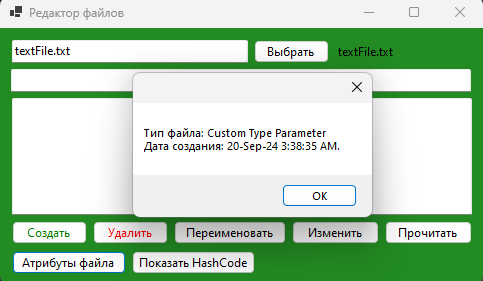 Редактор файлов
textFile.txt
Выбрать
textFile.txt
Тип файла: Custom Type Parameter
Дата создания: 20-Sep-24 3:38:35 AM.
OK
Создать
Удалить
Переименовать
Изменить
Прочитать
Атрибуты файла
Показать HashCode